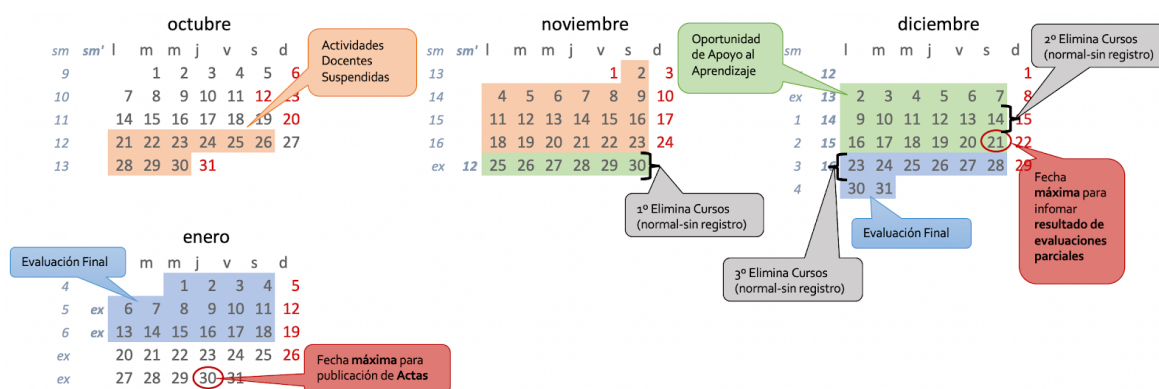 octubre
sm sm' l m m j v s d
9 1 2 3 4 5 6
10 7 8 9 10 11 12 13
11 14 15 16 17 18 19 20
12 21 22 23 24 25 26 27
13 28 29 30 31
Actividades
Docentes
Suspendidas
noviembre
sm sm' l m m j v s d
13 1 2 3
14 4 5 6 7 8 9 10
15 11 12 13 14 15 16 17
16 18 19 20 21 22 23 24
ex 12 25 26 27 28 29 30
1º Elimina Cursos
(normal-sin registro)
Oportunidad
de Apoyo al
Aprendizaje
diciembre
sm l m m j v s d
12 1
ex 13 2 3 4 5 6 7 8
1 14 9 10 11 12 13 14 15
2 15 16 17 18 19 20 21 22
3 23 24 25 26 27 28 29
4 30 31
2º Elimina Cursos
(normal-sin registro)
Fecha
máxima para
infomar
resultado de
evaluaciones
parciales
Evaluación Final
3º Elimina Cursos
(normal-sin registro)
enero
m m j v s d
4 1 2 3 4 5
5 ex 6 7 8 9 10 11 12
6 ex 13 14 15 16 17 18 19
ex 20 21 22 23 24 25 26
ex 27 28 29 30 31
Evaluación Final
Fecha máxima para
publicación de Actas